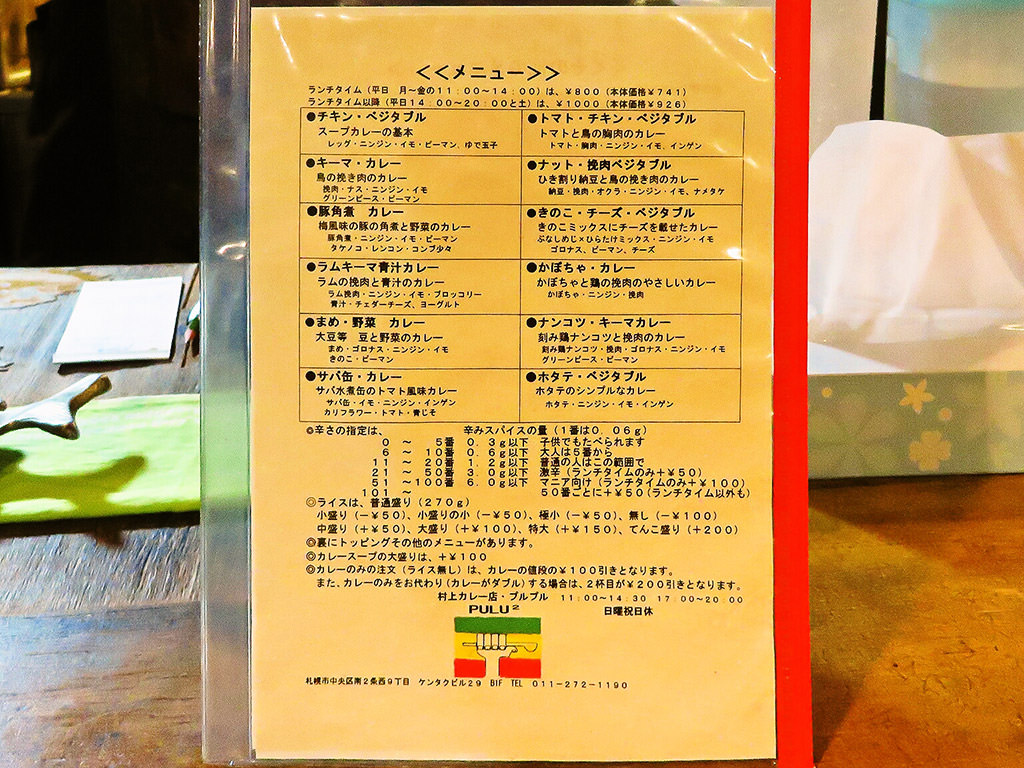 <<メニュー>>
ランチタイム（平日　月〜金の11:00〜14:00）は、¥800（本体価格¥741）
ランチタイム以降（平日14:00〜20:00と土）は、¥1000（本体価格¥926）
●チキン・ベジタブル
スープカレーの基本
レッグ・ニンジン・イモ・ピーマン、ゆで玉子
●トマト・チキン・ベジタブル
トマトと鳥の胸肉のカレー
トマト・胸肉・ニンジン・イモ、インゲン
●キーマ・カレー
鳥の挽き肉のカレー
挽肉・ナス・ニンジン・イモ
グリーンピース・ピーマン
●ナット・挽肉ベジタブル
ひき割り納豆と鳥の挽き肉のカレー
納豆・挽肉・オクラ・ニンジン・イモ、ナメタケ
●豚角煮　カレー
梅風味の豚の角煮と野菜のカレー
豚角煮・ニンジン・イモ・ピーマン
タケノコ・レンコン・コンブ少々
●きのこ・チーズ・ベジタブル
きのこミックスにチーズを載せたカレー
ぶなしめじ×ひらたけミックス・ニンジン・イモ
ゴロナス、ピーマン、チーズ
●ラムキーマ青汁カレー
ラムの挽肉と青汁のカレー
ラム挽肉・ニンジン・イモ・ブロッコリー
青汁・チェダーチーズ、ヨーグルト
●かぼちゃ・カレー
かぼちゃと鶏の挽肉のやさしいカレー
かぼちゃ・ニンジン・挽肉
●まめ・野菜　カレー
大豆等　豆と野菜のカレー
まめ・ゴロナス・ニンジン・イモ
きのこ・ピーマン
●ナンコツ・キーマカレー
刻み鶏ナンコツと挽肉のカレー
刻み鶏ナンコツ・挽肉・ゴロナス・ニンジン・イモ
グリーンピース・ピーマン
●サバ缶・カレー
サバ水煮缶のトマト風味カレー
サバ缶・イモ・ニンジン・インゲン
カリフラワー・トマト・青じそ
●ホタテ・ベジタブル
ホタテのシンプルなカレー
ホタテ・ニンジン・イモ・インゲン
◎辛さの指定は、　辛みスパイスの量（1番は0.06g）
0　〜　5番　0.3g以下　子供でもたべられます
6　〜　10番　0.6g以下　大人は5番から
11　〜　20番　1.2g以下　普通の人はこの範囲で
21　〜　50番　3.0g以下　激辛（ランチタイムのみ+¥50）
51　〜100番　6.0g以下　マニア向け（ランチタイムのみ+¥100）
101　〜　50番ごとに+¥50（ランチタイム以外も）
◎ライスは、普通盛り（270g）
小盛り（−¥50）、小盛りの小（−¥50）、極小（−¥50）、無し（−¥100）
中盛り（+¥50）、大盛り（+¥100）、特大（+¥150）、てんこ盛り（+200）
◎裏にトッピングその他のメニューがあります。
◎カレースープの大盛りは、+¥100
◎カレーのみの注文（ライス無し）は、カレーの値段の¥100引きとなります。
また、カレーのみをお代わり（カレーがダブル）する場合は、2杯目が¥200引きとなります。
村上カレー店・プルプル　11:00〜14:30　17:00〜20:00
PULU²　日曜祝日休
札幌市中央区南2条西9丁目　ケンタクビル29　B1F　TEL　011-272-1190